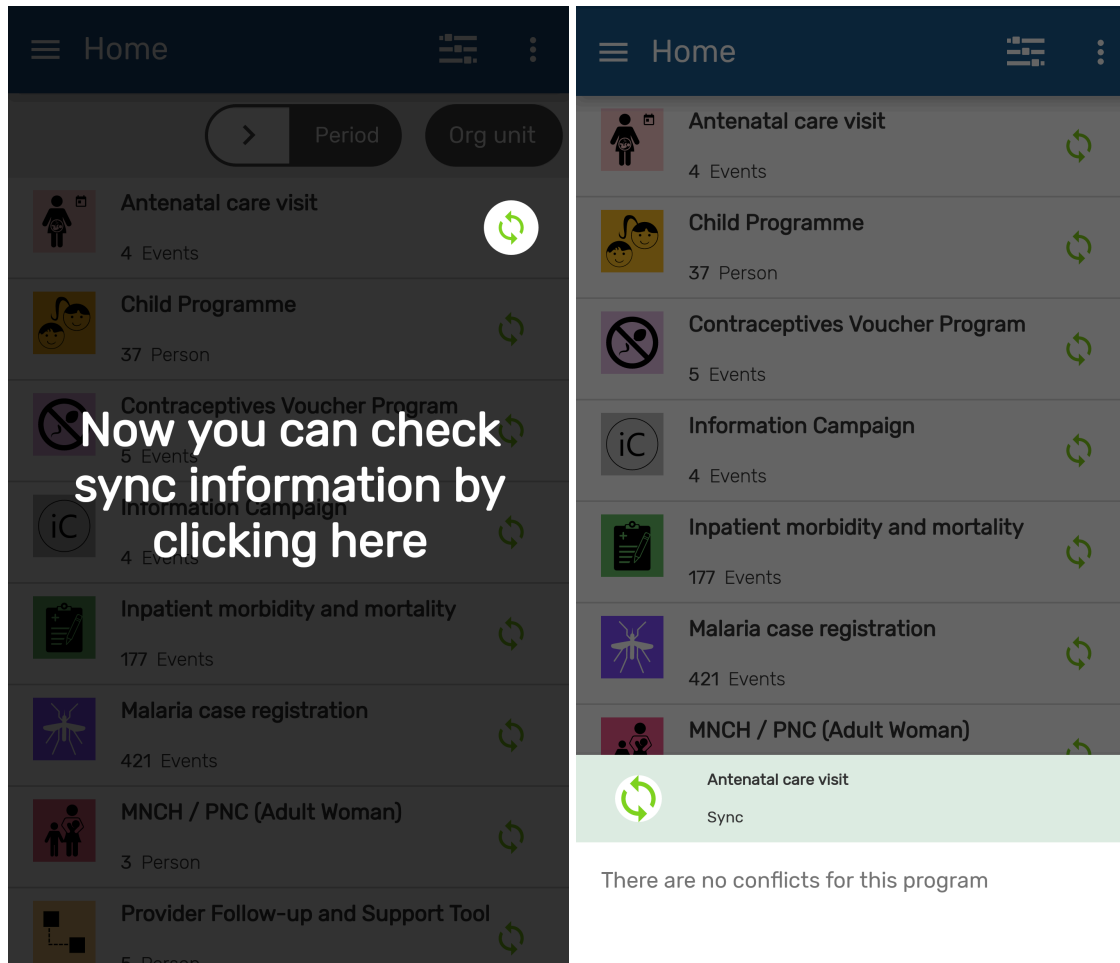 Home
Period
Org unit
Antenatal care visit
4 Events
Child Programme
37 Person
Contraceptives Voucher Program
5 Events
Now you can check
sync information by
clicking here
Information Campaign
iC
4 Events
Inpatient morbidity and mortality
177 Events
Malaria case registration
421 Events
MNCH / PNC (Adult Woman)
3 Person
Provider Follow-up and Support Tool
5 Person
Home
Antenatal care visit
4 Events
Child Programme
37 Person
Contraceptives Voucher Program
5 Events
Information Campaign
iC
4 Events
Inpatient morbidity and mortality
177 Events
Malaria case registration
421 Events
MNCH / PNC (Adult Woman)
Antenatal care visit
Sync
There are no conflicts for this program